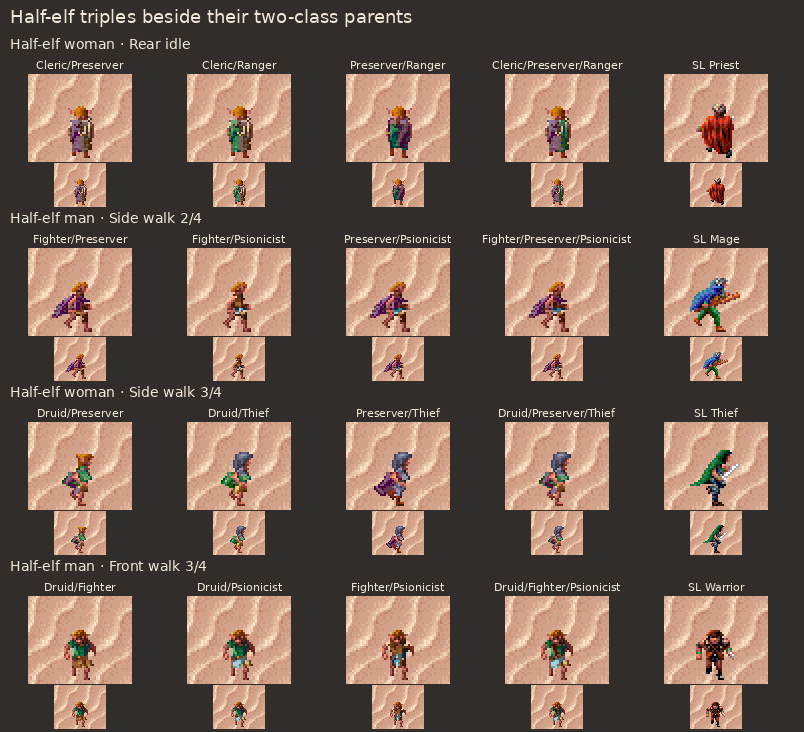 Half-elf triples beside their two-class parents
Half-elf woman · Rear idle
Cleric/Preserver Cleric/Ranger Preserver/Ranger Cleric/Preserver/Ranger SL Priest
Half-elf man · Side walk 2/4
Fighter/Preserver Fighter/Psionicist Preserver/Psionicist Fighter/Preserver/Psionicist SL Mage
Half-elf woman · Side walk 3/4
Druid/Preserver Druid/Thief Preserver/Thief Druid/Preserver/Thief SL Thief
Half-elf man · Front walk 3/4
Druid/Fighter Druid/Psionicist Fighter/Psionicist Druid/Fighter/Psionicist SL Warrior